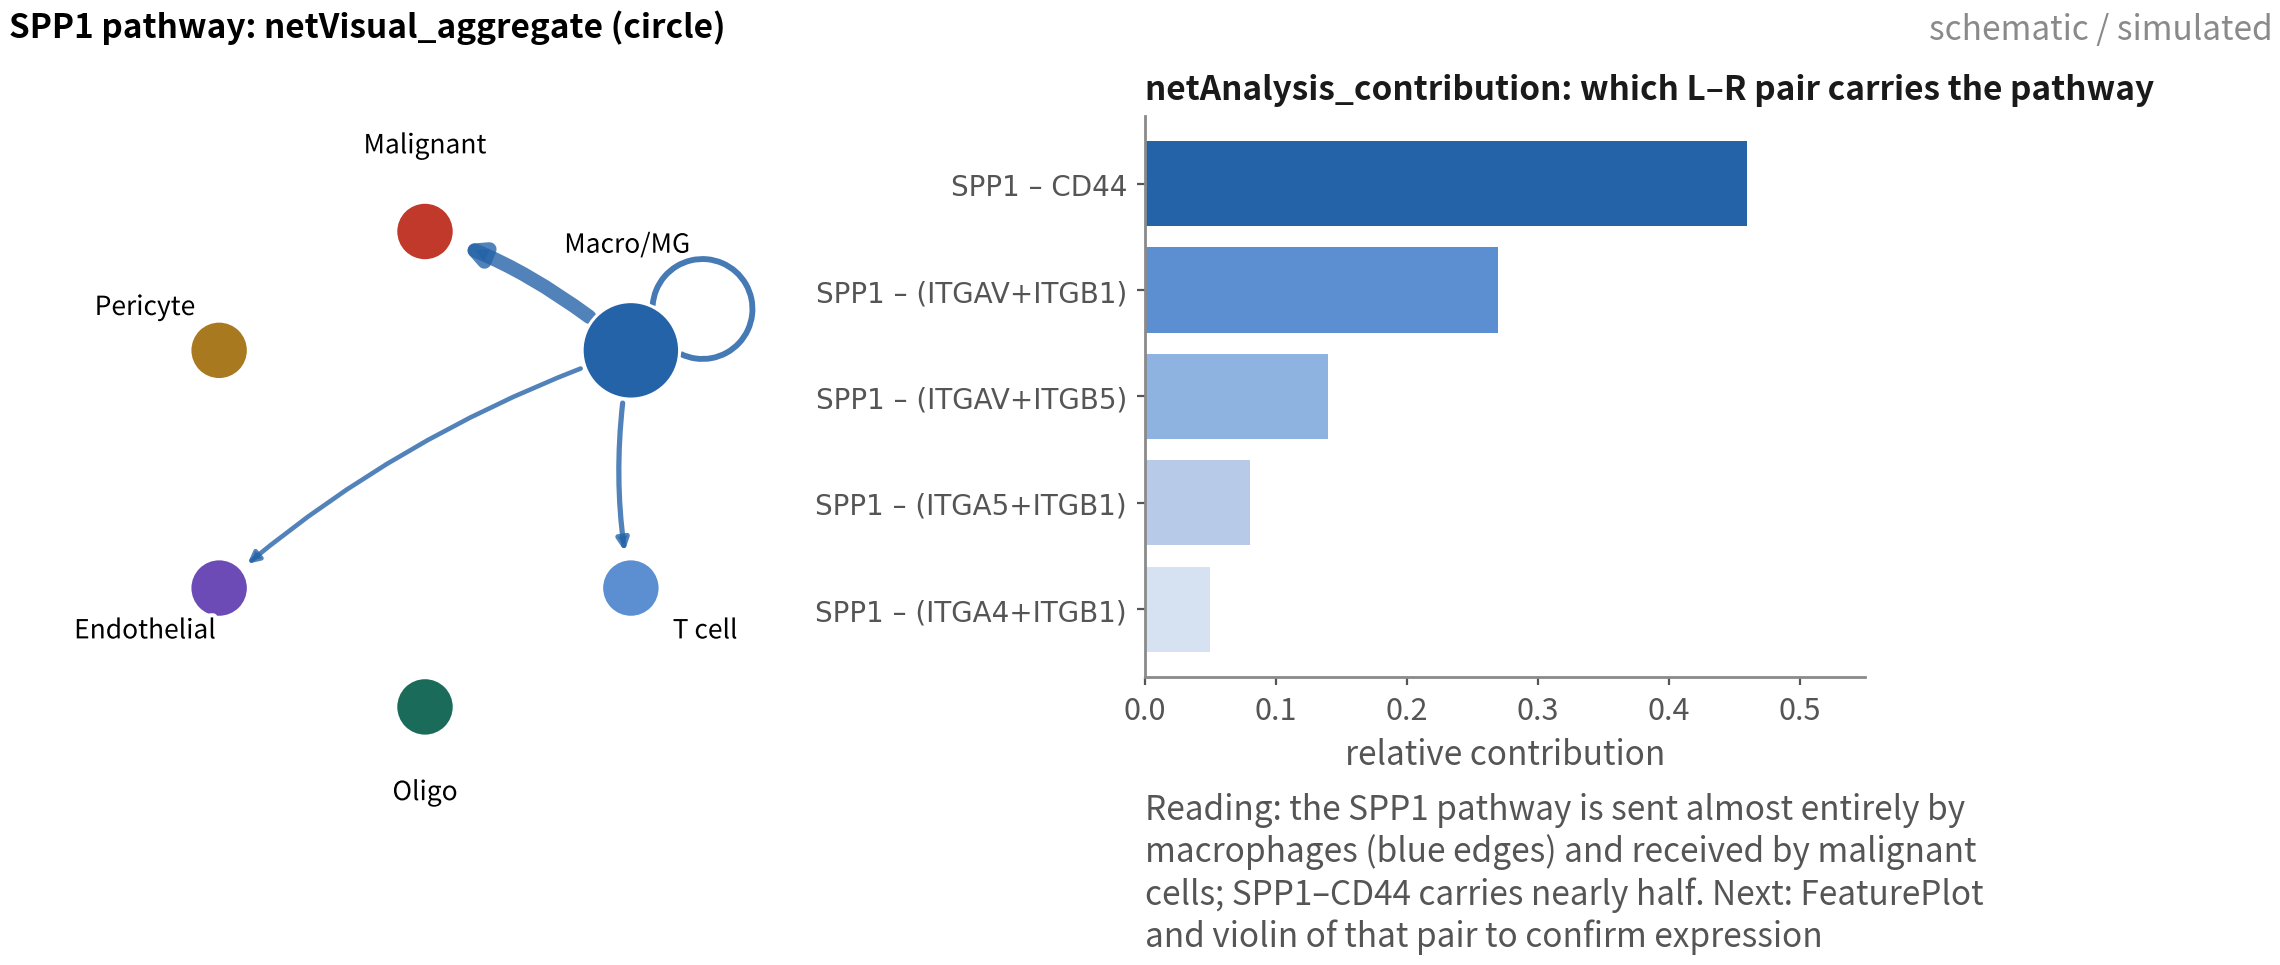 SPP1 pathway: netVisual_aggregate (circle)
schematic / simulated
Malignant
Macro/MG
Pericyte
Endothelial
T cell
Oligo
netAnalysis_contribution: which L–R pair carries the pathway
SPP1 – CD44
SPP1 – (ITGAV+ITGB1)
SPP1 – (ITGAV+ITGB5)
SPP1 – (ITGA5+ITGB1)
SPP1 – (ITGA4+ITGB1)
0.0 0.1 0.2 0.3 0.4 0.5
relative contribution
Reading: the SPP1 pathway is sent almost entirely by
macrophages (blue edges) and received by malignant
cells; SPP1–CD44 carries nearly half. Next: FeaturePlot
and violin of that pair to confirm expression